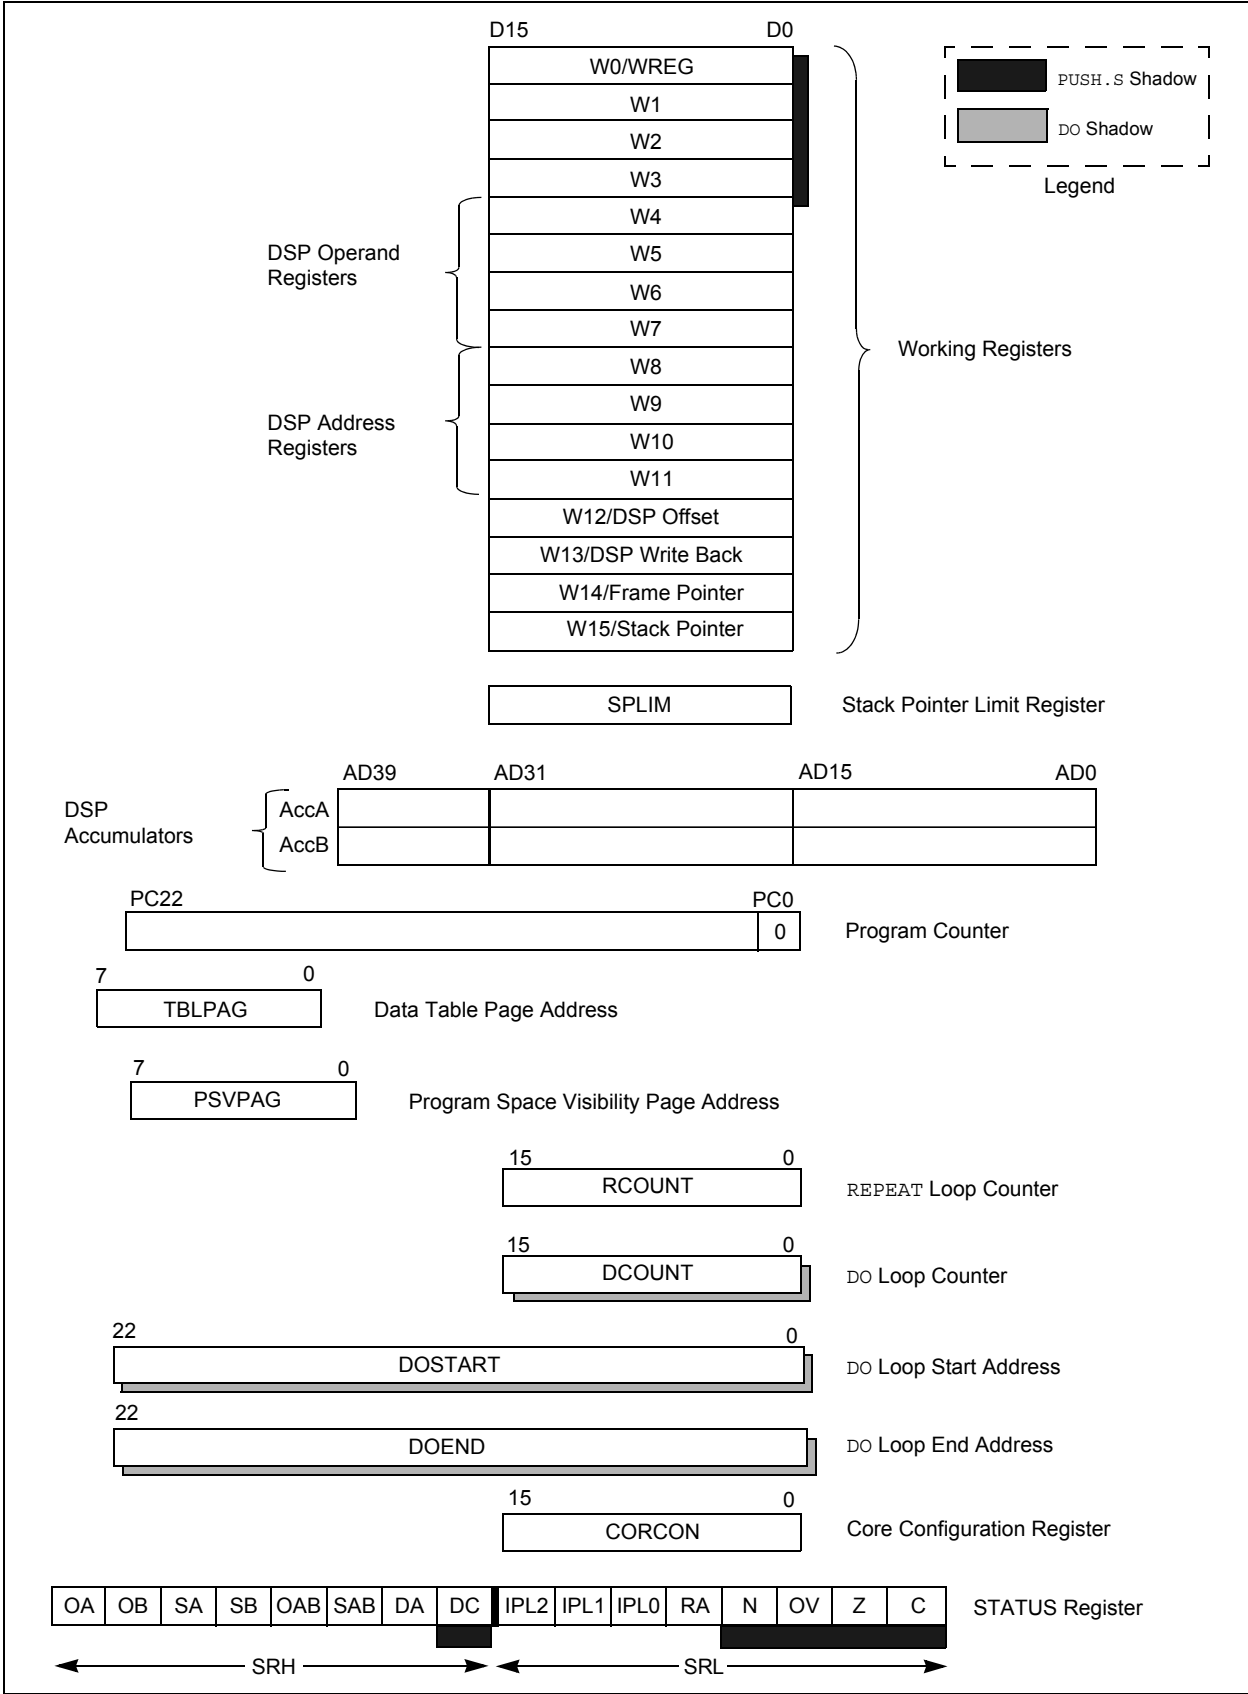 D15 D0
W0/WREG
W1
W2
W3
W4
W5
W6
W7
W8
W9
W10
W11
W12/DSP Offset
W13/DSP Write Back
W14/Frame Pointer
W15/Stack Pointer
PUSH.S Shadow
DO Shadow
Legend
DSP Operand
Registers
DSP Address
Registers
Working Registers
SPLIM Stack Pointer Limit Register
AD39 AD31 AD15 AD0
DSP
Accumulators
AccA
AccB
PC22 PC0
0 Program Counter
7 0
TBLPAG Data Table Page Address
7 0
PSVPAG Program Space Visibility Page Address
15 0
RCOUNT REPEAT Loop Counter
15 0
DCOUNT DO Loop Counter
22 0
DOSTART DO Loop Start Address
22
DOEND DO Loop End Address
15 0
CORCON Core Configuration Register
OA OB SA SB OAB SAB DA DC IPL2 IPL1 IPL0 RA N OV Z C STATUS Register
SRH SRL